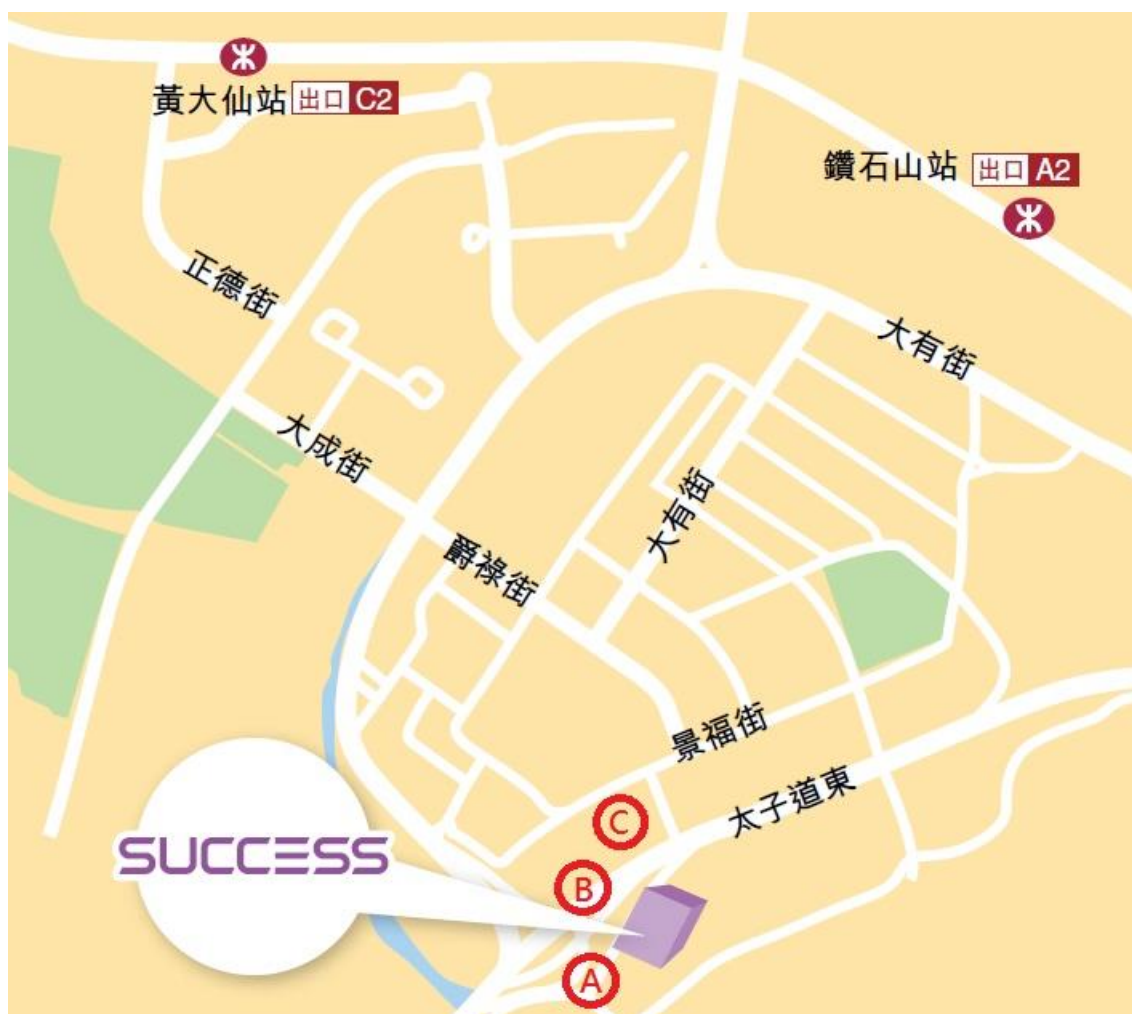 黃大仙站 出口 C2
鑽石山站 出口 A2
正德街
大有街
大成街
大有街
爵祿街
景福街
太子道東
C
SUCCESS
B
A